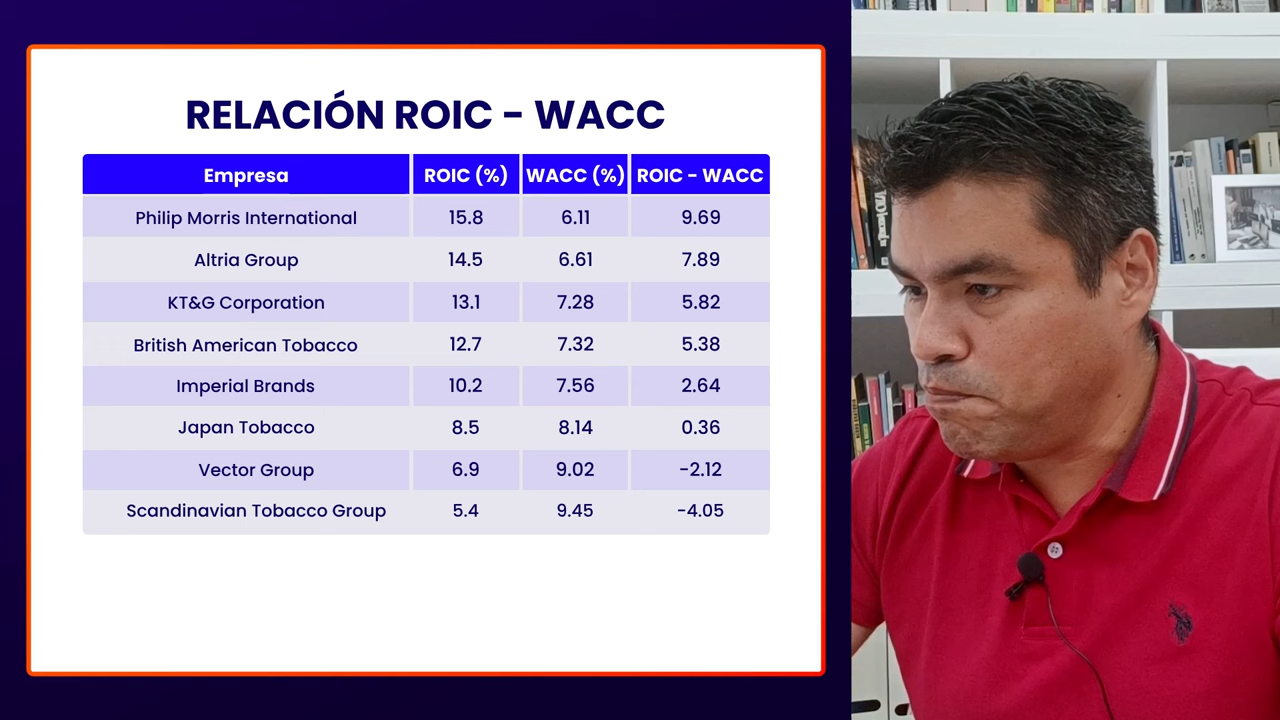 RELACIÓN ROIC - WACC
Empresa ROIC (%) WACC (%) ROIC - WACC
Philip Morris International 15.8 6.11 9.69
Altria Group 14.5 6.61 7.89
KT&G Corporation 13.1 7.28 5.82
British American Tobacco 12.7 7.32 5.38
Imperial Brands 10.2 7.56 2.64
Japan Tobacco 8.5 8.14 0.36
Vector Group 6.9 9.02 -2.12
Scandinavian Tobacco Group 5.4 9.45 -4.05